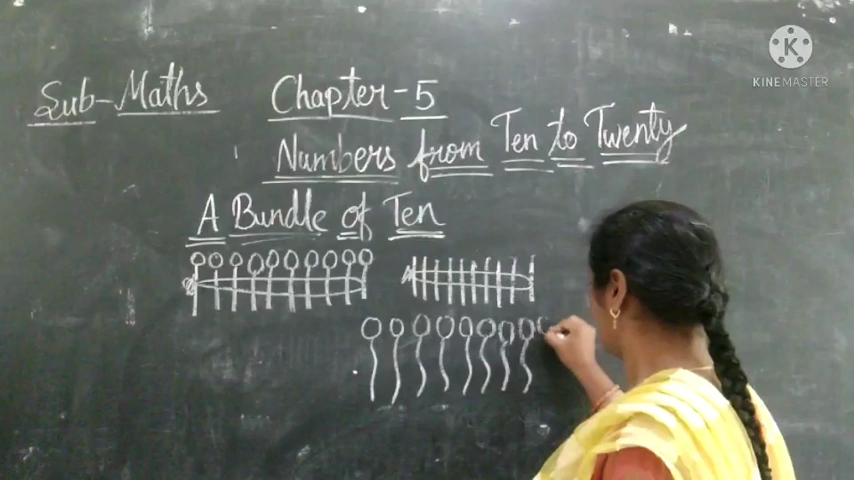 Sub-Maths
Chapter-5
Numbers from Ten to Twenty
A Bundle of Ten
K
KINEMASTER